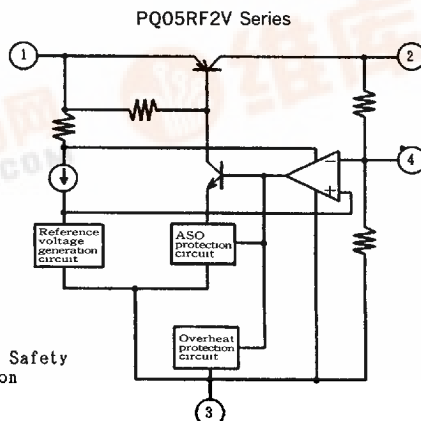 PQ05RF2V Series
1
2
4
−
+
Reference
voltage
generation
circuit
ASO
protection
circuit
Overheat
protection
circuit
Safety
on
3